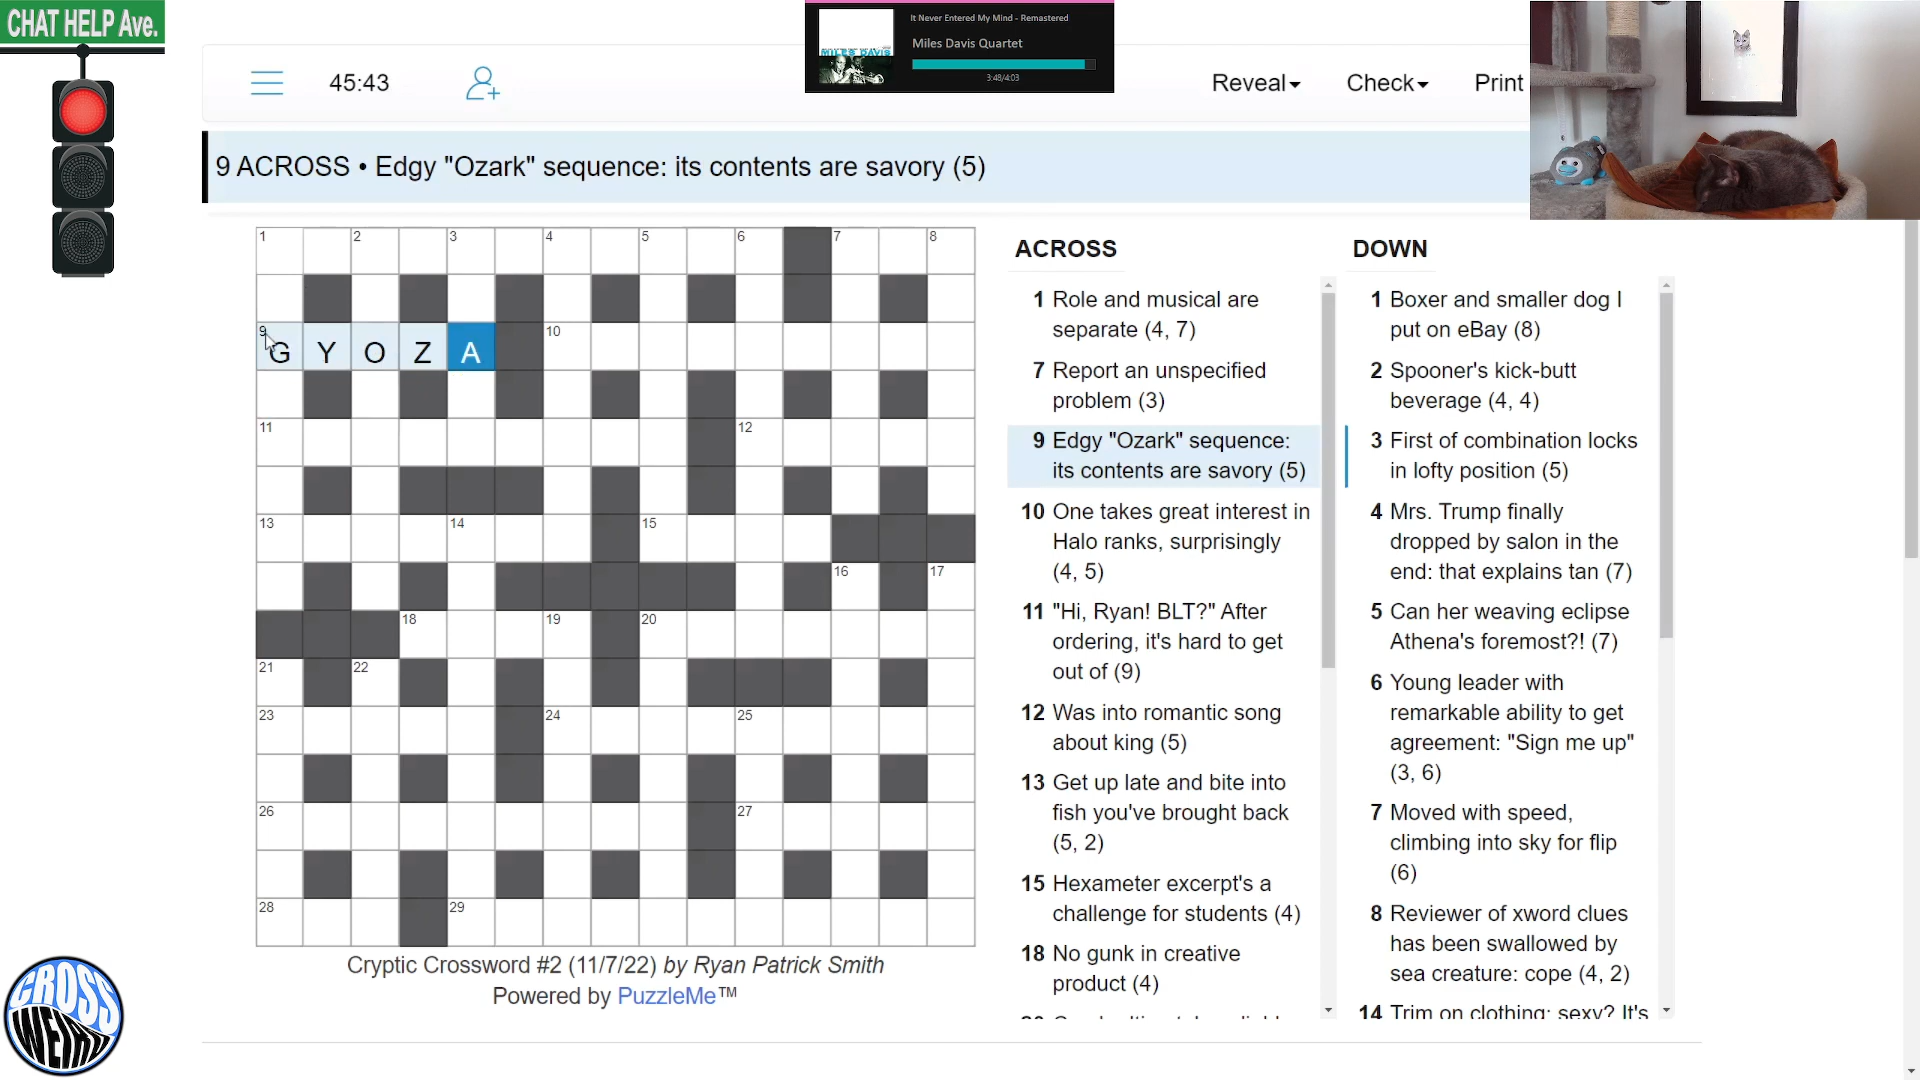 CHAT HELP Ave.
It Never Entered My Mind - Remastered
Miles Davis Quartet
MILES DAVIS
3:48/4:03
45:43
Reveal
Check
Print
9 ACROSS • Edgy "Ozark" sequence: its contents are savory (5)
1 2 3 4 5 6 7 8
9 G Y O Z A 10
11 12
13 14 15
16 17
18 19 20
21 22
23 24 25
26 27
28 29
Cryptic Crossword #2 (11/7/22) by Ryan Patrick Smith
Powered by PuzzleMe™
ACROSS
1 Role and musical are
separate (4, 7)
7 Report an unspecified
problem (3)
9 Edgy "Ozark" sequence:
its contents are savory (5)
10 One takes great interest in
Halo ranks, surprisingly
(4, 5)
11 "Hi, Ryan! BLT?" After
ordering, it's hard to get
out of (9)
12 Was into romantic song
about king (5)
13 Get up late and bite into
fish you've brought back
(5, 2)
15 Hexameter excerpt's a
challenge for students (4)
18 No gunk in creative
product (4)
DOWN
1 Boxer and smaller dog I
put on eBay (8)
2 Spooner's kick-butt
beverage (4, 4)
3 First of combination locks
in lofty position (5)
4 Mrs. Trump finally
dropped by salon in the
end: that explains tan (7)
5 Can her weaving eclipse
Athena's foremost?! (7)
6 Young leader with
remarkable ability to get
agreement: "Sign me up"
(3, 6)
7 Moved with speed,
climbing into sky for flip
(6)
8 Reviewer of xword clues
has been swallowed by
sea creature: cope (4, 2)
14 Trim on clothing: sexy? It's
CROSS
WEIRD